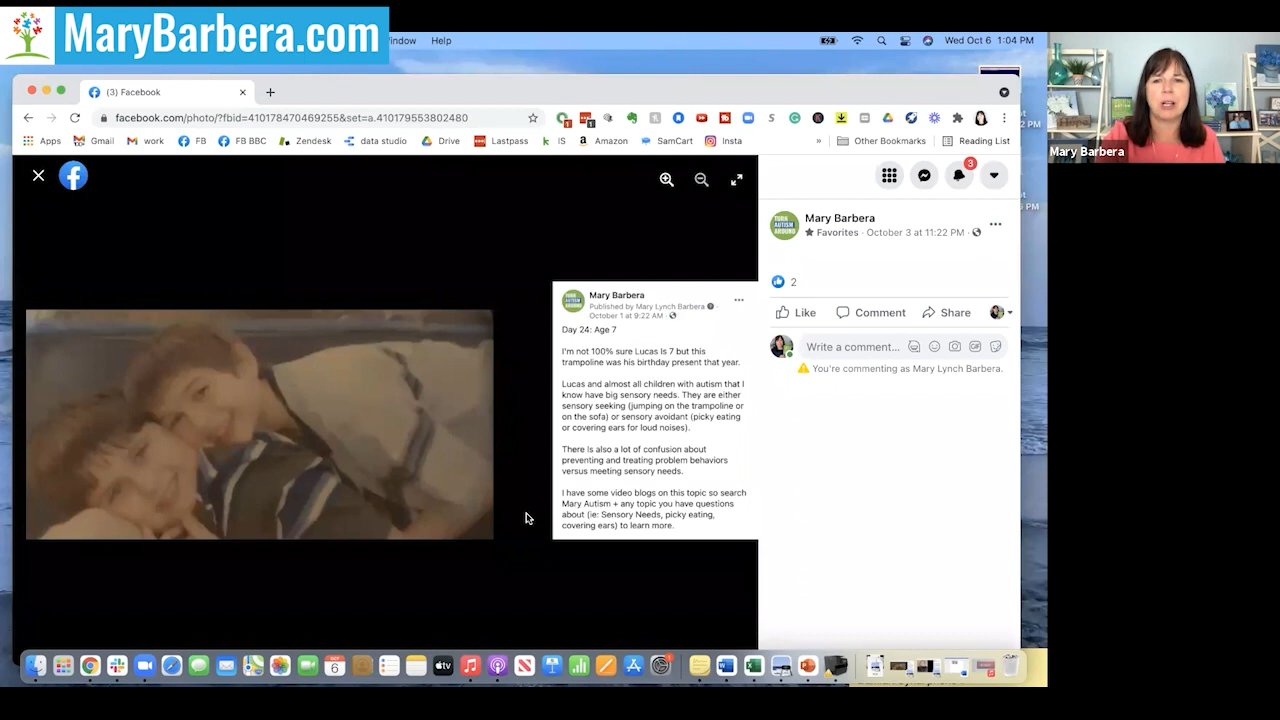 MaryBarbera.com
indow Help
Wed Oct 6 1:04 PM
(3) Facebook
facebook.com/photo/?fbid=410178470469255&set=a.410179553802480
Apps Gmail work FB FB BBC Zendesk data studio Drive Lastpass IS Amazon SamCart Insta » Other Bookmarks Reading List
Mary Barbera
3
TURN AUTISM AROUND
Mary Barbera
Favorites · October 3 at 11:22 PM ·
2
Like Comment Share
Write a comment...
You're commenting as Mary Lynch Barbera.
Mary Barbera
Published by Mary Lynch Barbera
October 1 at 9:22 AM ·
Day 24: Age 7
I'm not 100% sure Lucas Is 7 but this
trampoline was his birthday present that year.
Lucas and almost all children with autism that I
know have big sensory needs. They are either
sensory seeking (jumping on the trampoline or
on the sofa) or sensory avoidant (picky eating
or covering ears for loud noises).
There Is also a lot of confusion about
preventing and treating problem behaviors
versus meeting sensory needs.
I have some video blogs on this topic so search
Mary Autism + any topic you have questions
about (ie: Sensory Needs, picky eating,
covering ears) to learn more.
OCT
6
tv